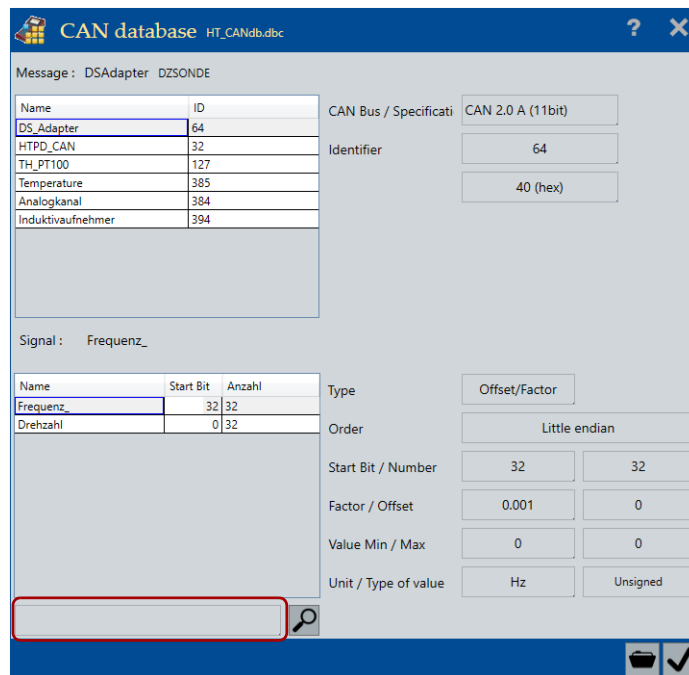 CAN database HT_CANdb.dbc ?
Message : DSAdapter DZSONDE
Name ID
DS_Adapter 64
HTPD_CAN 32
TH_PT100 127
Temperature 385
Analogkanal 384
Induktivaufnehmer 394
CAN Bus / Specificati CAN 2.0 A (11bit)
Identifier 64
40 (hex)
Signal : Frequenz_
Name Start Bit Anzahl
Frequenz_ 32 32
Drehzahl 0 32
Type Offset/Factor
Order Little endian
Start Bit / Number 32 32
Factor / Offset 0.001 0
Value Min / Max 0 0
Unit / Type of value Hz Unsigned